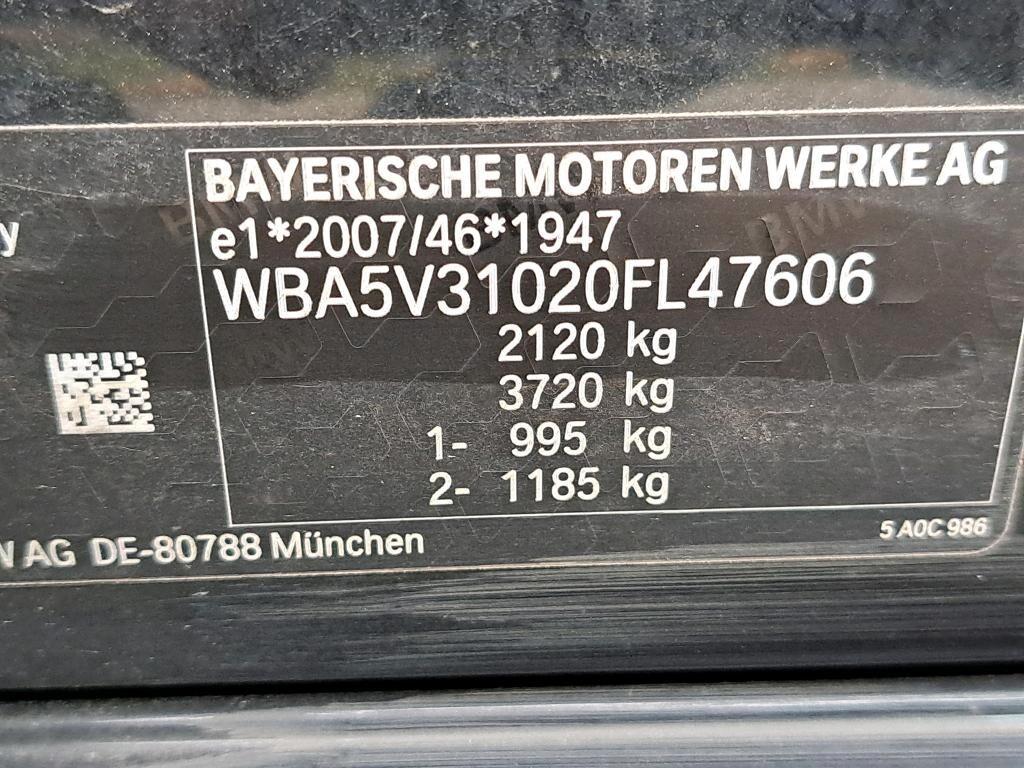 BAYERISCHE MOTOREN WERKE AG
y
e1*2007/46*1947
WBA5V31020FL47606
2120 kg
3720 kg
1- 995 kg
2- 1185 kg
AG DE-80788 München
5 A0C 986